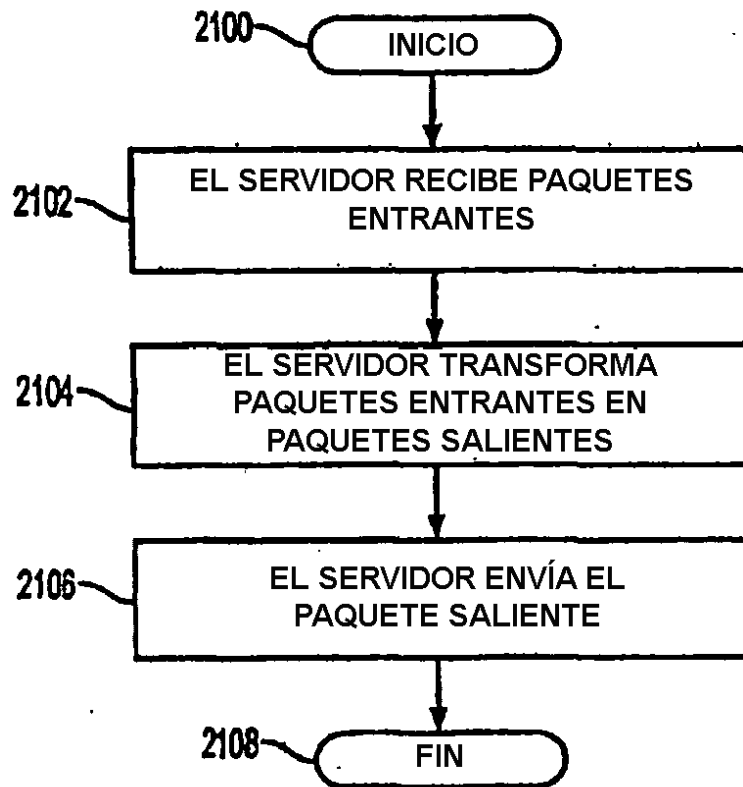 2100
INICIO
2102
EL SERVIDOR RECIBE PAQUETES
ENTRANTES
2104
EL SERVIDOR TRANSFORMA
PAQUETES ENTRANTES EN
PAQUETES SALIENTES
2106
EL SERVIDOR ENVÍA EL
PAQUETE SALIENTE
2108
FIN